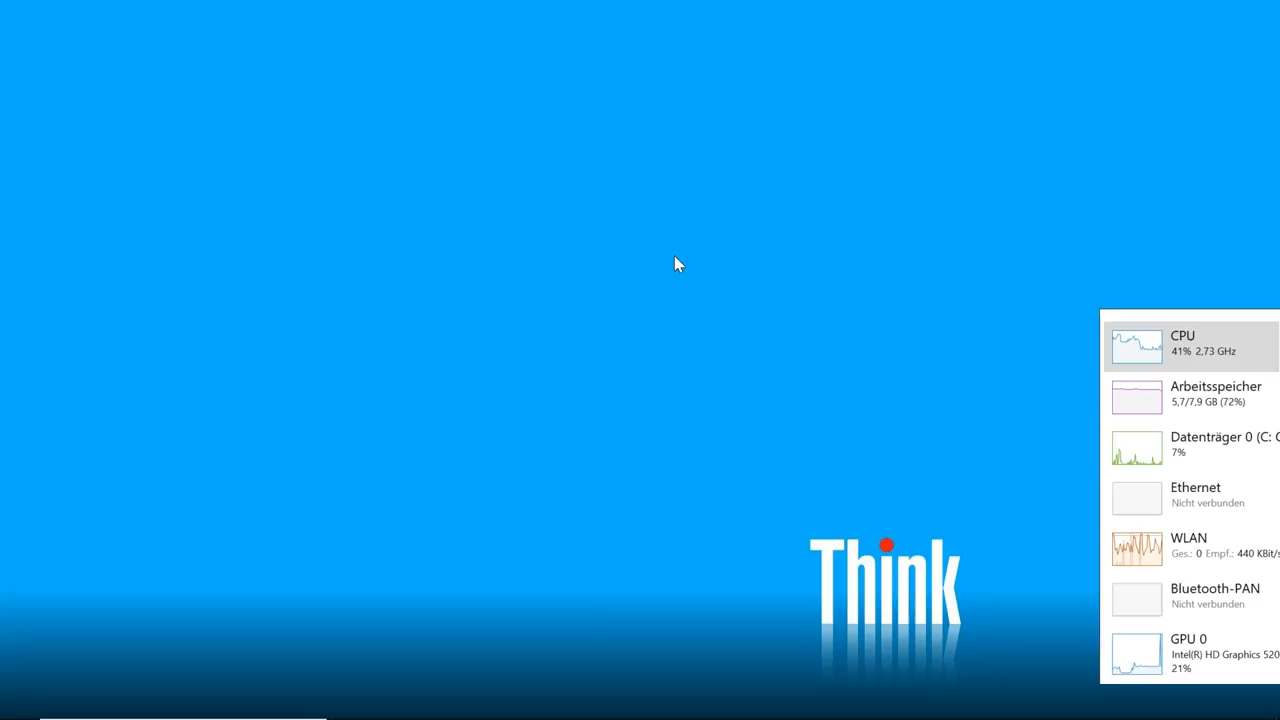 CPU
41% 2,73 GHz
Arbeitsspeicher
5,7/7,9 GB (72%)
Datenträger 0 (C:
7%
Ethernet
Nicht verbunden
WLAN
Ges.: 0 Empf.: 440 KBit/s
Bluetooth-PAN
Nicht verbunden
Think
GPU 0
Intel(R) HD Graphics 520
21%